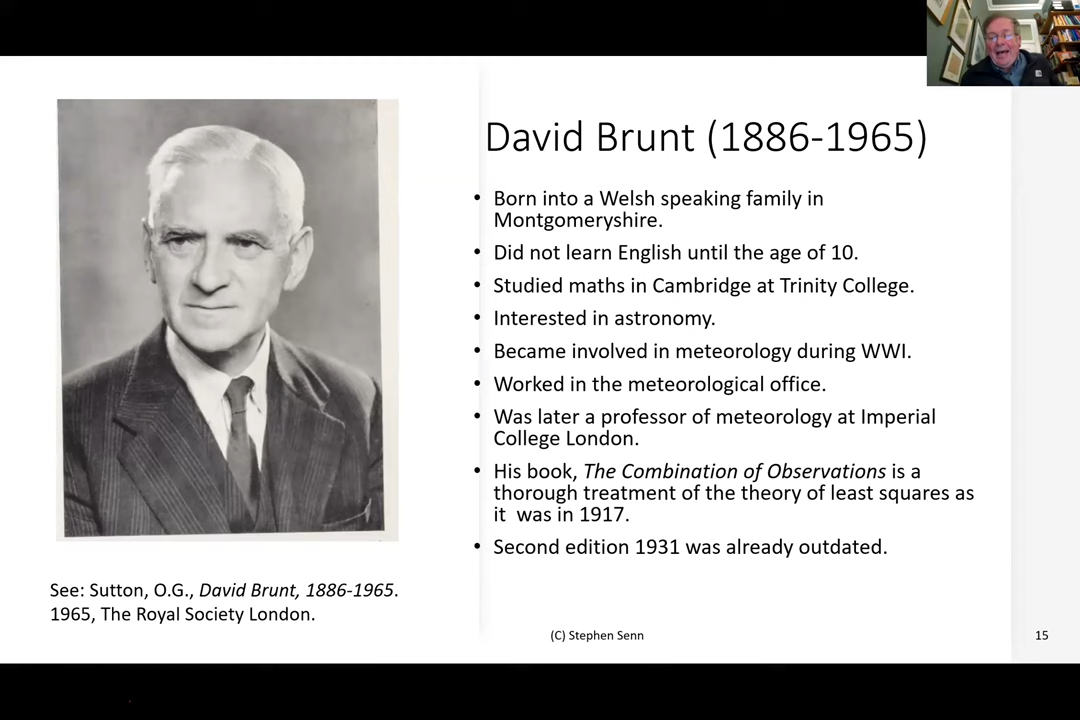 David Brunt (1886-1965)
• Born into a Welsh speaking family in
Montgomeryshire.
• Did not learn English until the age of 10.
• Studied maths in Cambridge at Trinity College.
• Interested in astronomy.
• Became involved in meteorology during WWI.
• Worked in the meteorological office.
• Was later a professor of meteorology at Imperial
College London.
• His book, The Combination of Observations is a
thorough treatment of the theory of least squares as
it  was in 1917.
• Second edition 1931 was already outdated.
See: Sutton, O.G., David Brunt, 1886-1965.
1965, The Royal Society London.
(C) Stephen Senn
15